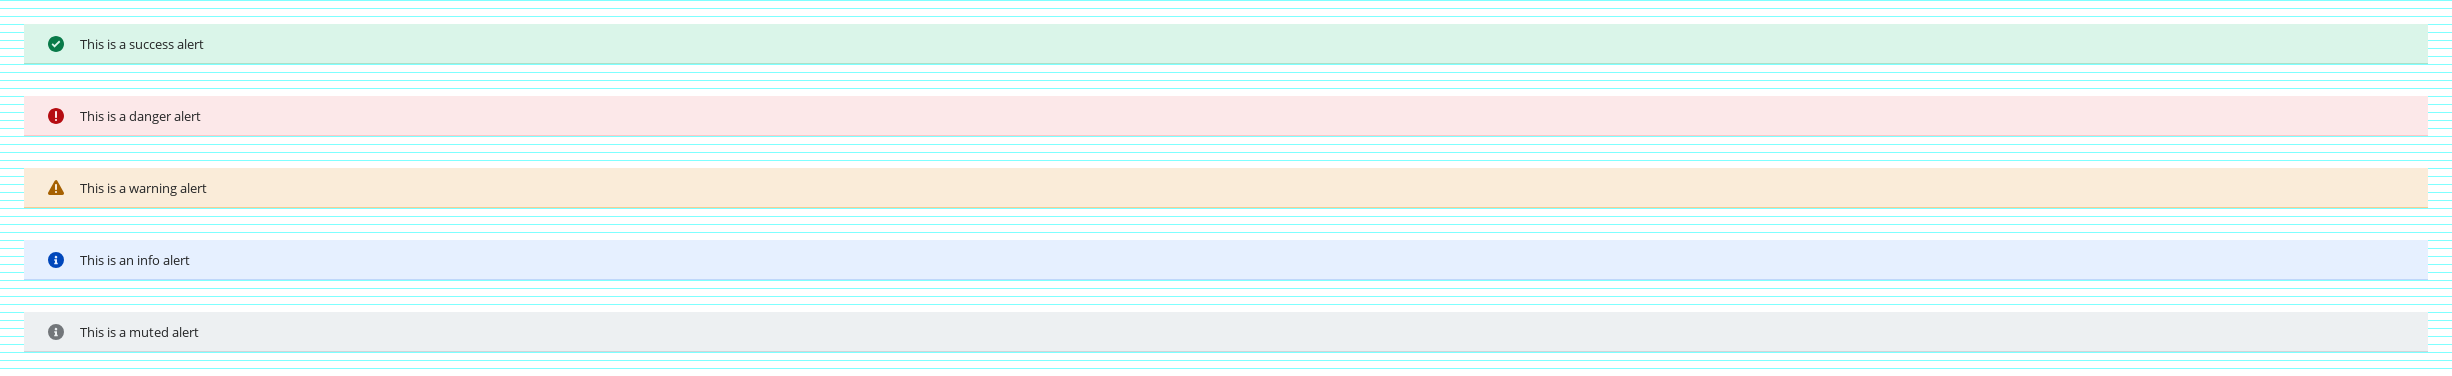 This is a success alert
This is a danger alert
This is a warning alert
This is an info alert
This is a muted alert